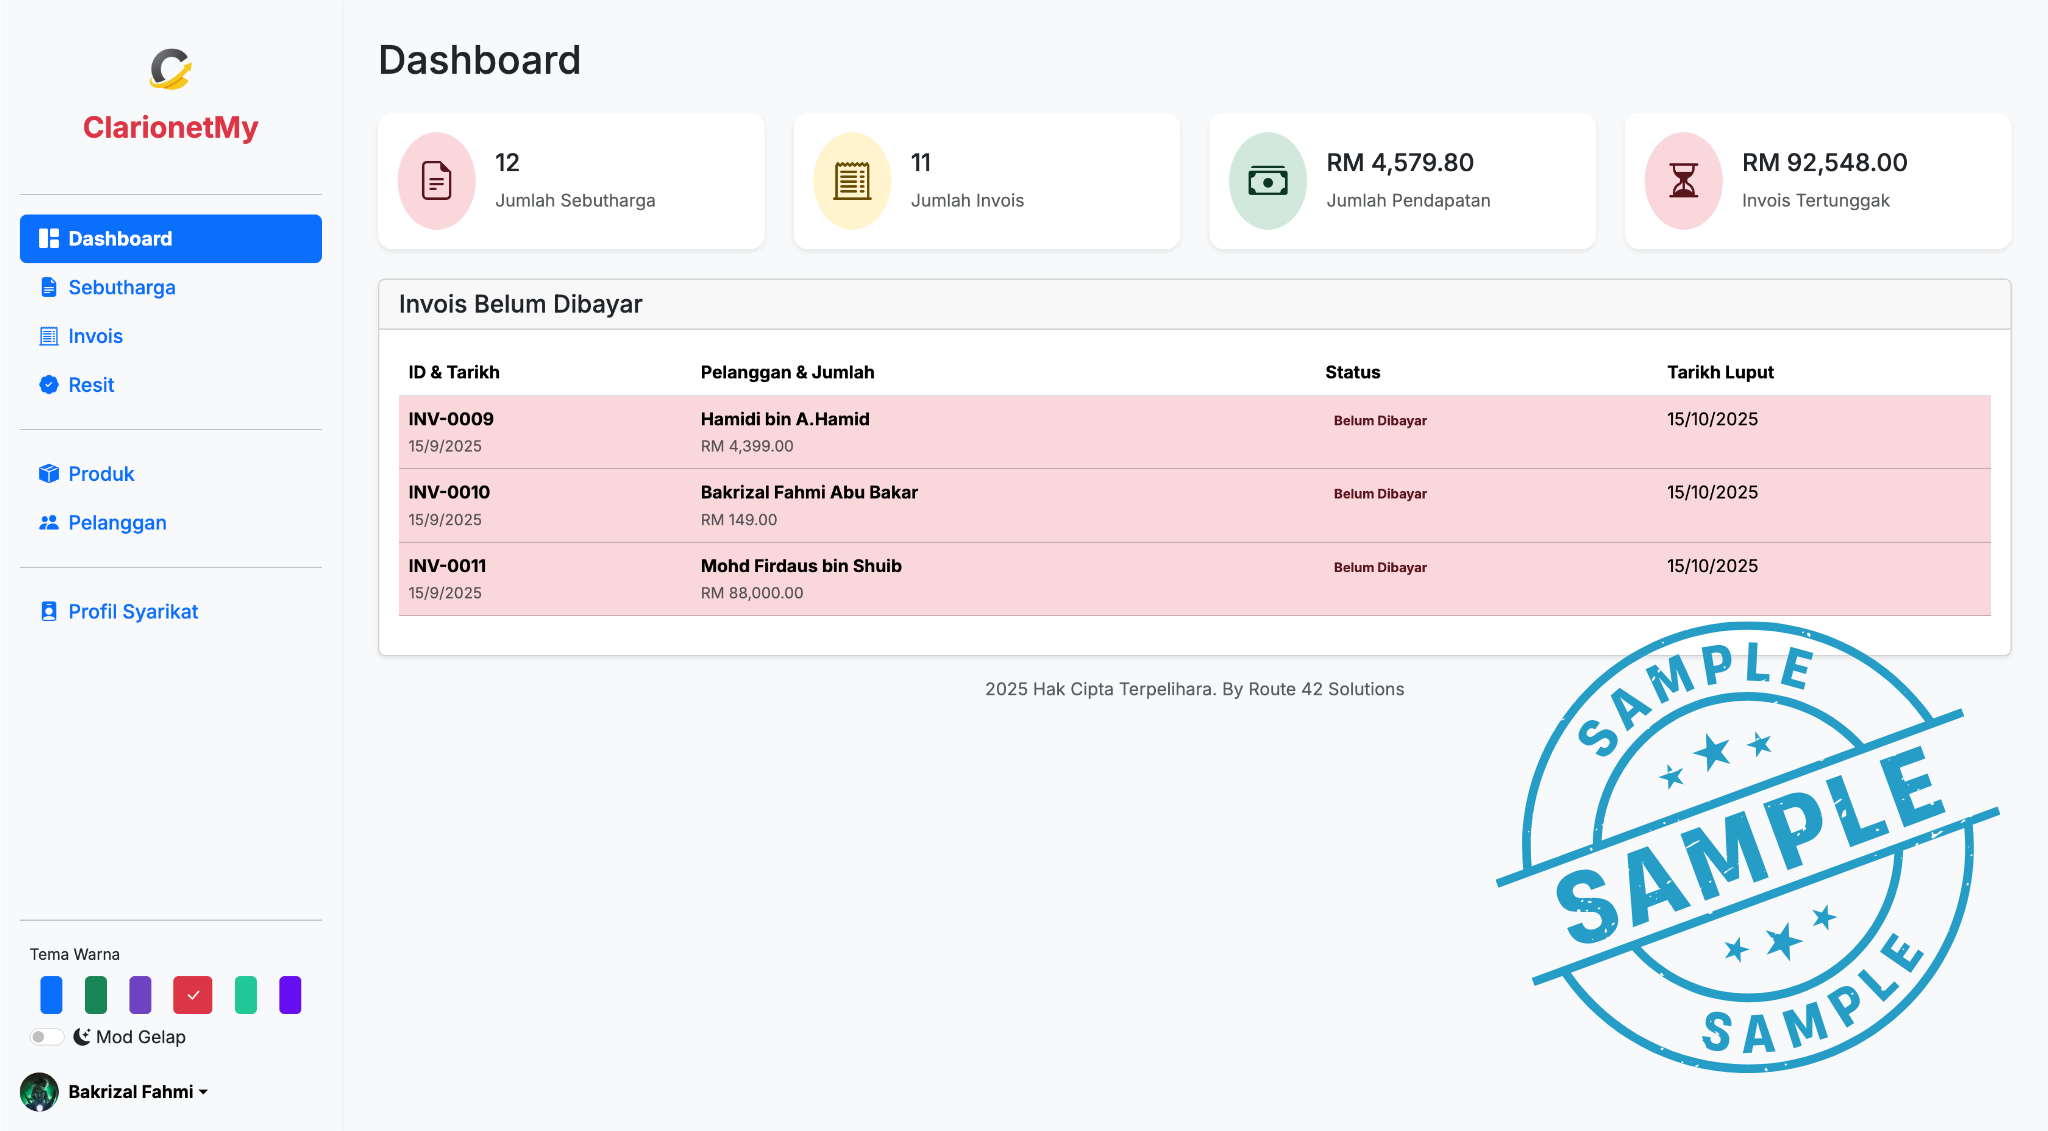 ClarionetMy
Dashboard
Sebutharga
Invois
Resit
Produk
Pelanggan
Profil Syarikat
Tema Warna
Mod Gelap
Bakrizal Fahmi
Dashboard
12
Jumlah Sebutharga
11
Jumlah Invois
RM 4,579.80
Jumlah Pendapatan
RM 92,548.00
Invois Tertunggak
Invois Belum Dibayar
ID & Tarikh Pelanggan & Jumlah Status Tarikh Luput
INV-0009 Hamidi bin A.Hamid Belum Dibayar 15/10/2025
15/9/2025 RM 4,399.00
INV-0010 Bakrizal Fahmi Abu Bakar Belum Dibayar 15/10/2025
15/9/2025 RM 149.00
INV-0011 Mohd Firdaus bin Shuib Belum Dibayar 15/10/2025
15/9/2025 RM 88,000.00
2025 Hak Cipta Terpelihara. By Route 42 Solutions
SAMPLE
SAMPLE
SAMPLE